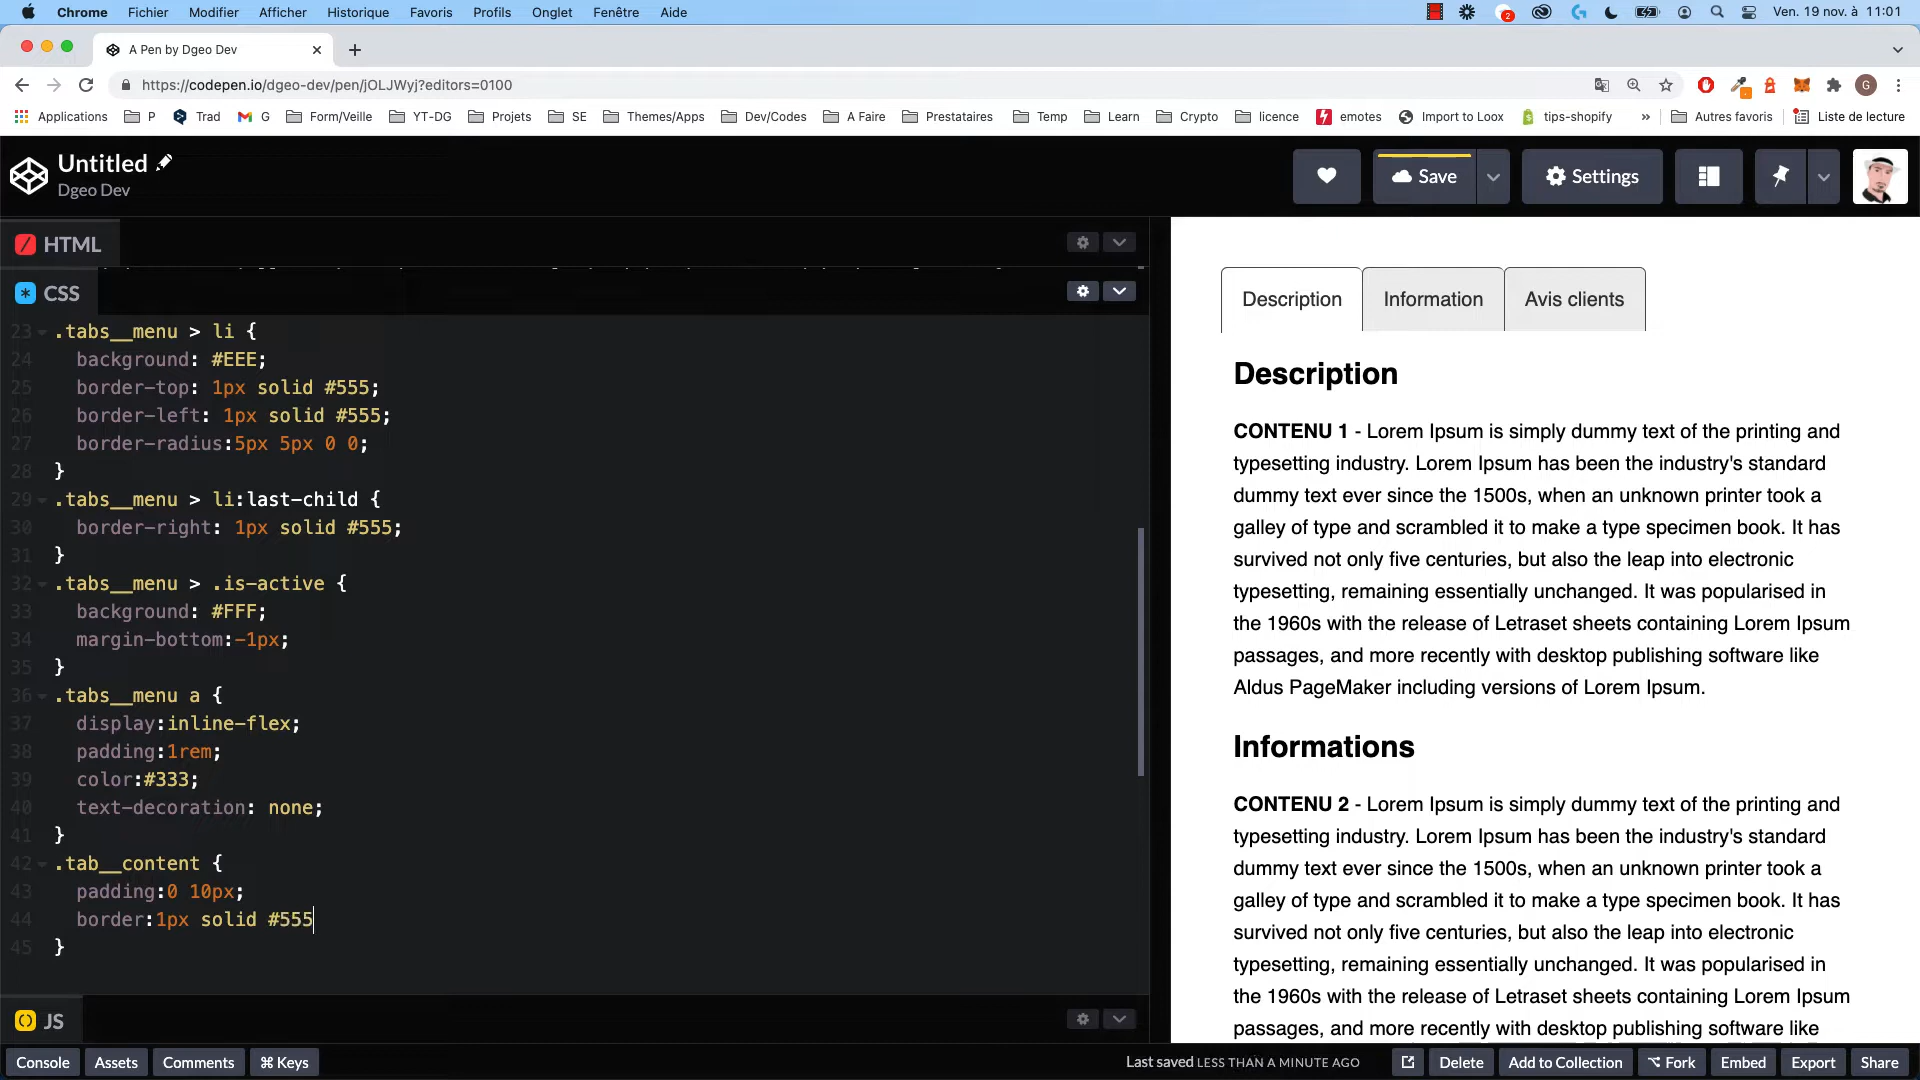 Chrome Fichier Modifier Afficher Historique Favoris Profils Onglet Fenêtre Aide 2 Ven. 19 nov. à 11:01
A Pen by Dgeo Dev
https://codepen.io/dgeo-dev/pen/jOLJWyj?editors=0100 G
Applications P Trad G Form/Veille YT-DG Projets SE Themes/Apps Dev/Codes A Faire Prestataires Temp Learn Crypto licence emotes Import to Loox tips-shopify » Autres favoris Liste de lecture
Untitled
Dgeo Dev
Save Settings
HTML
CSS
23 .tabs__menu > li {
24 background: #EEE;
25 border-top: 1px solid #555;
26 border-left: 1px solid #555;
27 border-radius:5px 5px 0 0;
28 }
29 .tabs__menu > li:last-child {
30 border-right: 1px solid #555;
31 }
32 .tabs__menu > .is-active {
33 background: #FFF;
34 margin-bottom:-1px;
35 }
36 .tabs__menu a {
37 display:inline-flex;
38 padding:1rem;
39 color:#333;
40 text-decoration: none;
41 }
42 .tab__content {
43 padding:0 10px;
44 border:1px solid #555
45 }
JS
Description Information Avis clients
Description
CONTENU 1 - Lorem Ipsum is simply dummy text of the printing and
typesetting industry. Lorem Ipsum has been the industry's standard
dummy text ever since the 1500s, when an unknown printer took a
galley of type and scrambled it to make a type specimen book. It has
survived not only five centuries, but also the leap into electronic
typesetting, remaining essentially unchanged. It was popularised in
the 1960s with the release of Letraset sheets containing Lorem Ipsum
passages, and more recently with desktop publishing software like
Aldus PageMaker including versions of Lorem Ipsum.
Informations
CONTENU 2 - Lorem Ipsum is simply dummy text of the printing and
typesetting industry. Lorem Ipsum has been the industry's standard
dummy text ever since the 1500s, when an unknown printer took a
galley of type and scrambled it to make a type specimen book. It has
survived not only five centuries, but also the leap into electronic
typesetting, remaining essentially unchanged. It was popularised in
the 1960s with the release of Letraset sheets containing Lorem Ipsum
passages, and more recently with desktop publishing software like
Console Assets Comments ⌘ Keys Last saved LESS THAN A MINUTE AGO Delete Add to Collection Fork Embed Export Share